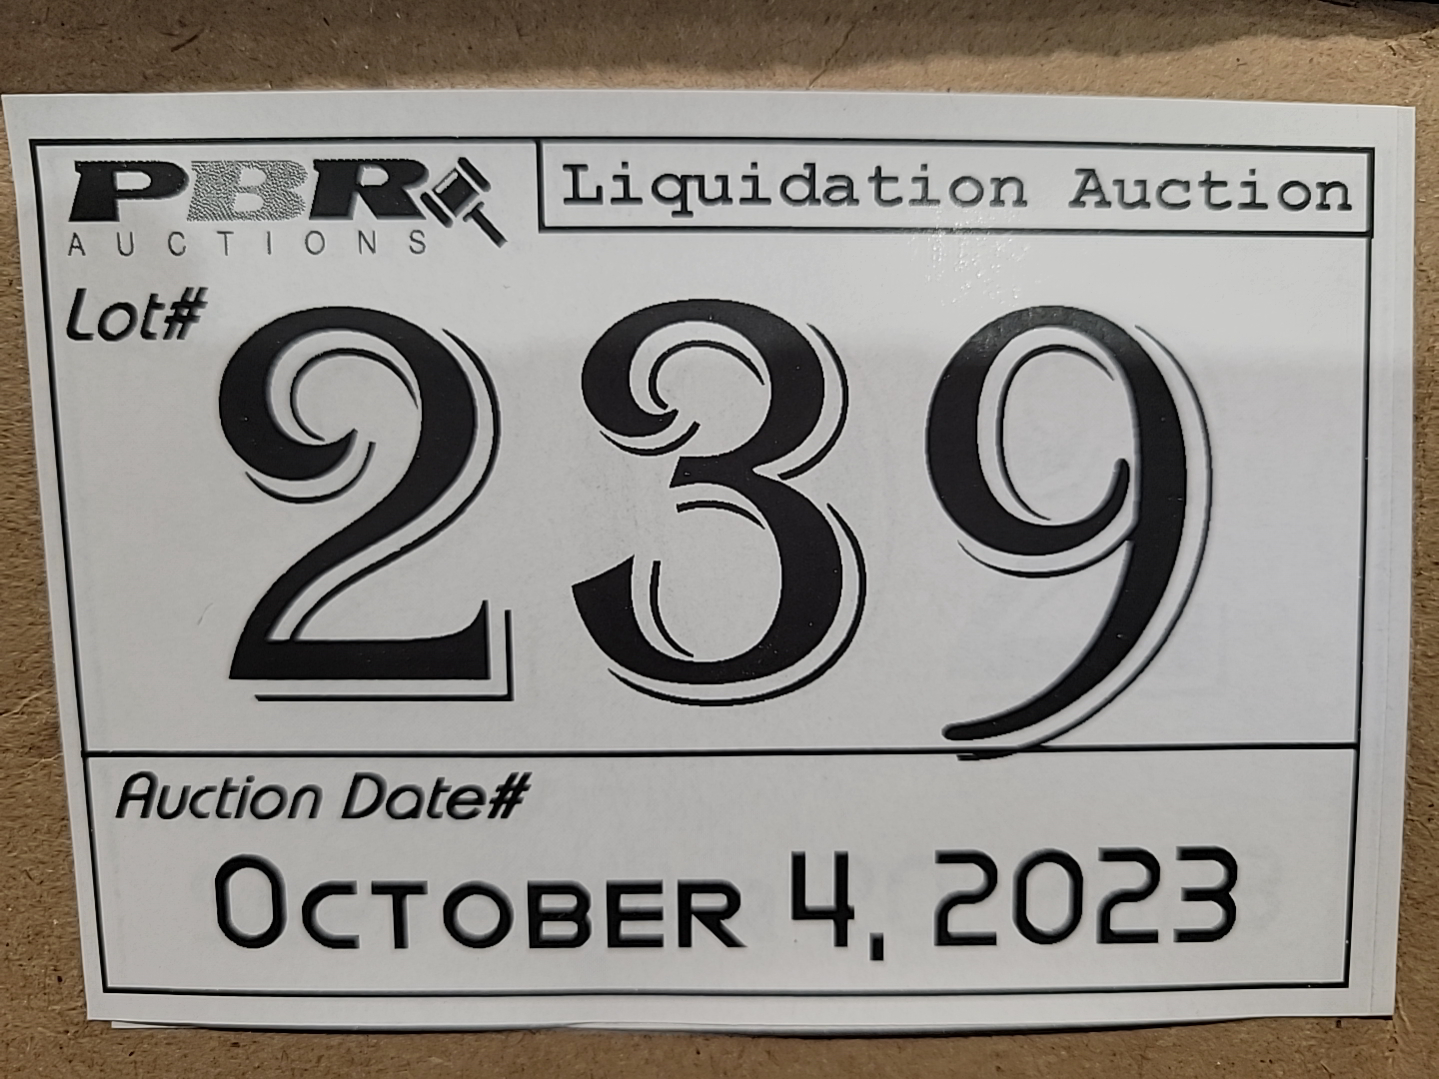 PBR
AUCTIONS
Liquidation Auction
Lot#
239
Auction Date#
OCTOBER 4, 2023